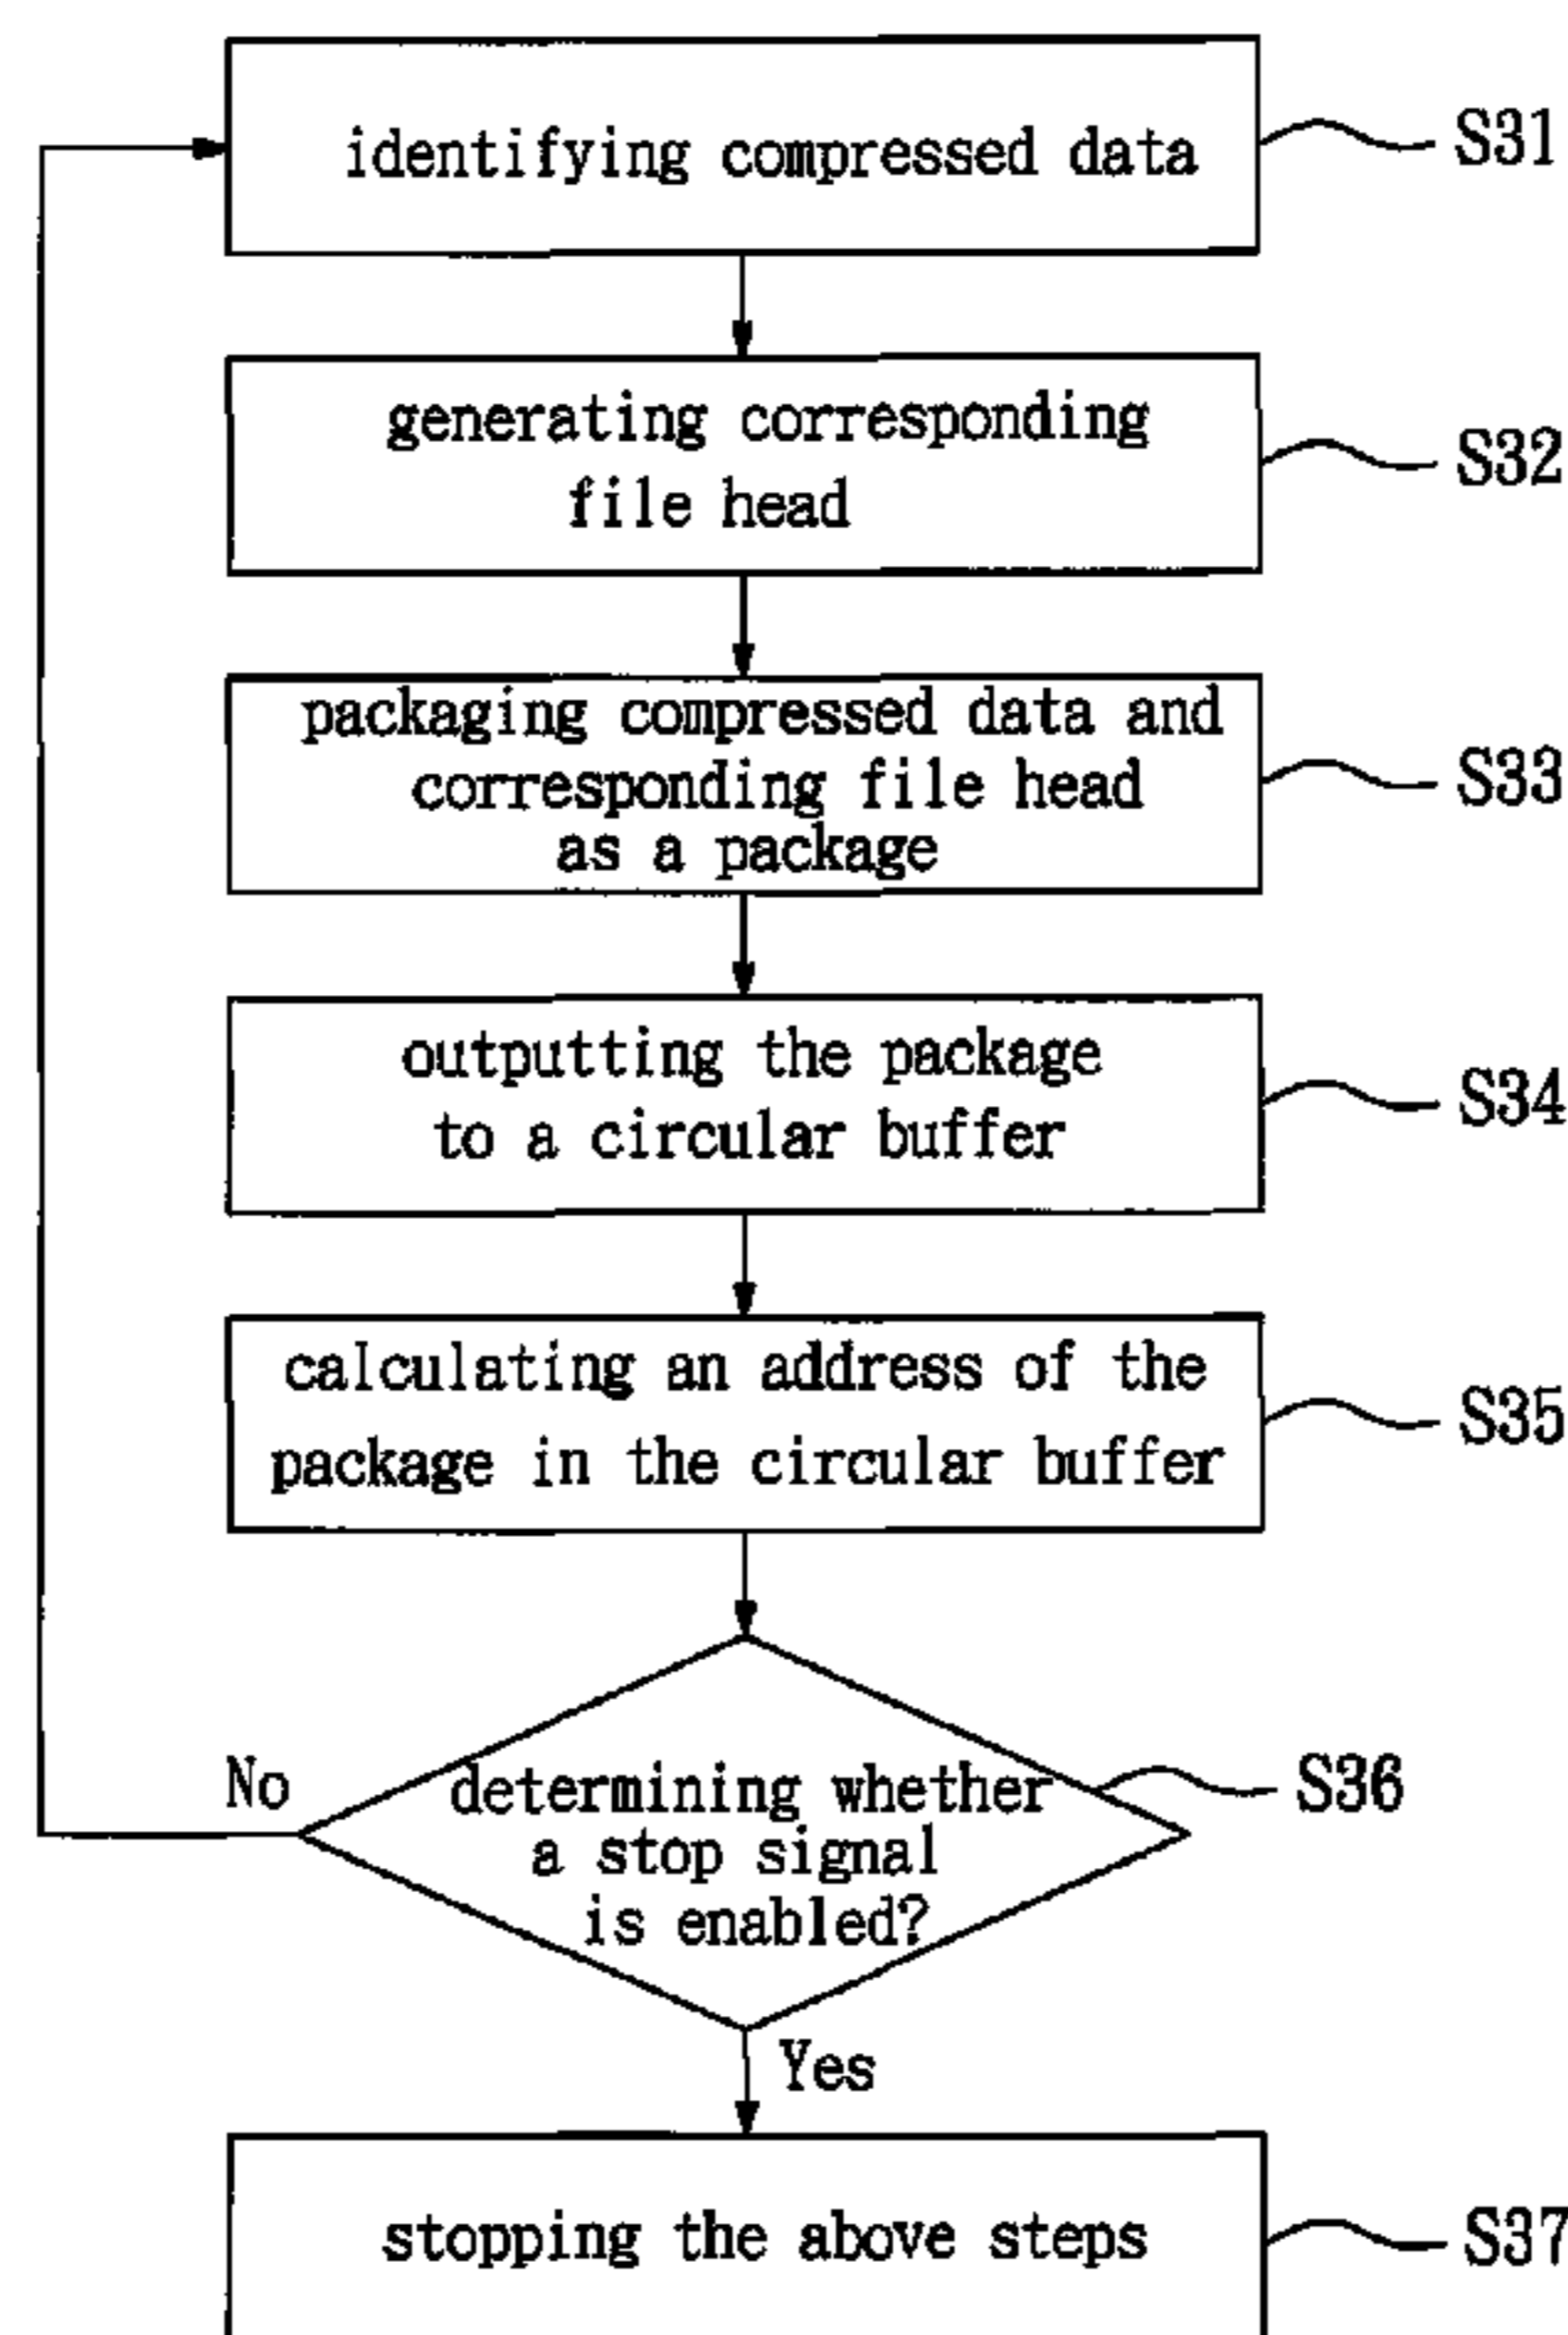 identifying compressed data
S31
generating corresponding
file head
S32
packaging compressed data and
corresponding file head
as a package
S33
outputting the package
to a circular buffer
S34
calculating an address of the
package in the circular buffer
S35
No
determining whether
a stop signal
is enabled?
S36
Yes
stopping the above steps
S37